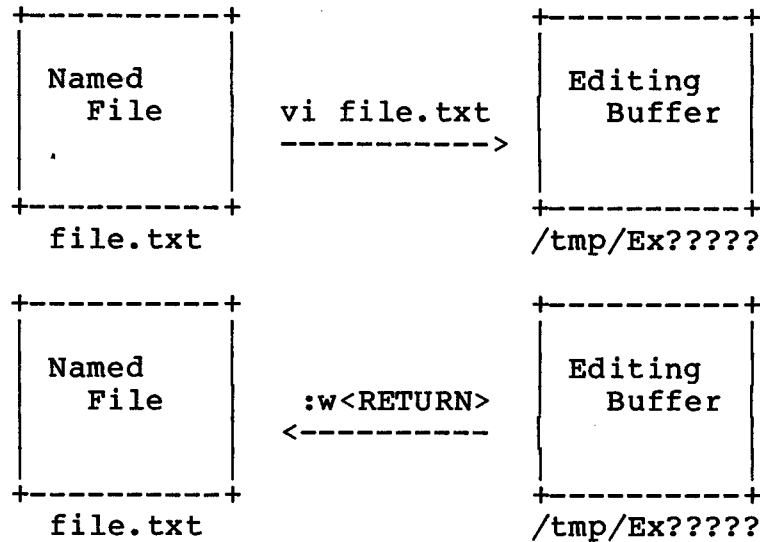 +-----------+ +-----------+
Named Editing
File vi file.txt Buffer
----------->
+-----------+ +-----------+
file.txt /tmp/Ex?????
+-----------+ +-----------+
Named Editing
File :w<RETURN> Buffer
<----------
+-----------+ +-----------+
file.txt /tmp/Ex?????